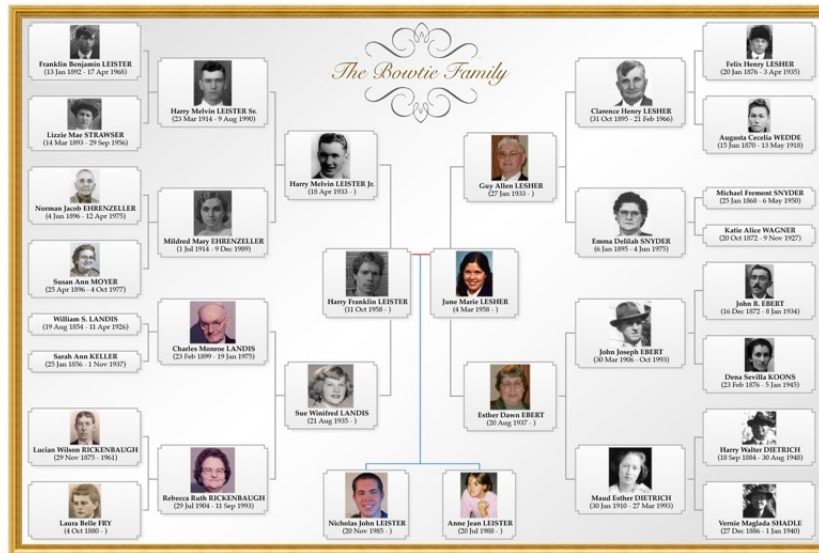 The Bowtie Family
Franklin Benjamin LEISTER
(13 Jan 1892 - 17 Apr 1968)
Lizzie Mae STRAWSER
(14 Mar 1893 - 29 Sep 1956)
Harry Melvin LEISTER Sr.
(23 Mar 1914 - 9 Aug 1990)
Norman Jacob EHRENZELLER
(4 Jun 1896 - 12 Apr 1975)
Susan Ann MOYER
(25 Apr 1896 - 4 Oct 1977)
Mildred Mary EHRENZELLER
(1 Jul 1914 - 9 Dec 1989)
Harry Melvin LEISTER Jr.
(18 Apr 1933 - )
William S. LANDIS
(19 Aug 1854 - 11 Apr 1926)
Sarah Ann KELLER
(25 Jan 1856 - 1 Nov 1937)
Charles Monroe LANDIS
(23 Feb 1899 - 19 Jan 1975)
Lucian Wilson RICKENBAUGH
(29 Nov 1875 - 1961)
Laura Belle FRY
(4 Oct 1880 - )
Rebecca Ruth RICKENBAUGH
(29 Jul 1904 - 11 Sep 1993)
Sue Winifred LANDIS
(21 Aug 1935 - )
Harry Franklin LEISTER
(11 Oct 1958 - )
June Marie LESHER
(4 Mar 1958 - )
Nicholas John LEISTER
(20 Nov 1985 - )
Anne Jean LEISTER
(20 Jul 1988 - )
Guy Allen LESHER
(27 Jan 1933 - )
Esther Dawn EBERT
(20 Aug 1937 - )
Clarence Henry LESHER
(31 Oct 1895 - 21 Feb 1966)
Emma Delilah SNYDER
(6 Jan 1895 - 4 Jun 1975)
John Joseph EBERT
(30 Mar 1906 - Oct 1993)
Maud Esther DIETRICH
(30 Jan 1910 - 27 Mar 1993)
Felix Henry LESHER
(20 Jan 1876 - 3 Apr 1935)
Augusta Cecelia WEDDE
(15 Jun 1870 - 13 May 1918)
Michael Fremont SNYDER
(25 Jan 1868 - 6 May 1950)
Katie Alice WAGNER
(20 Oct 1872 - 9 Nov 1927)
John B. EBERT
(16 Dec 1872 - 8 Jan 1934)
Dena Sevilla KOONS
(23 Feb 1876 - 5 Jan 1945)
Harry Walter DIETRICH
(18 Sep 1884 - 30 Aug 1948)
Vernie Maglada SHADLE
(27 Dec 1886 - 1 Jan 1940)